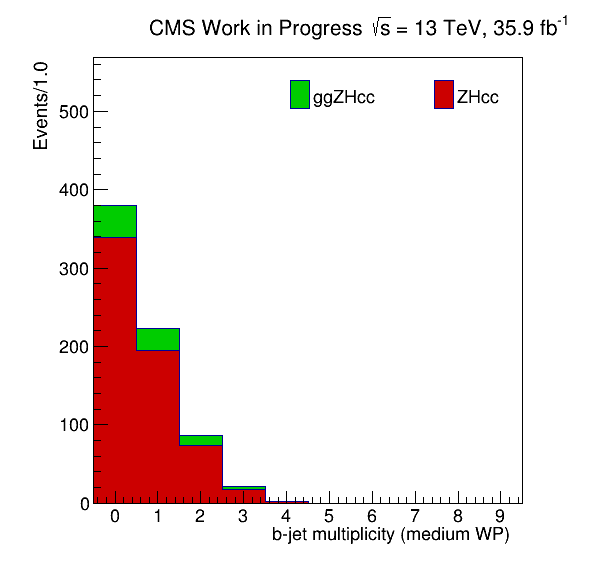 CMS Work in Progress √s = 13 TeV, 35.9 fb⁻¹
Events/1.0
ggZHcc ZHcc
500
400
300
200
100
0
0 1 2 3 4 5 6 7 8 9
b-jet multiplicity (medium WP)